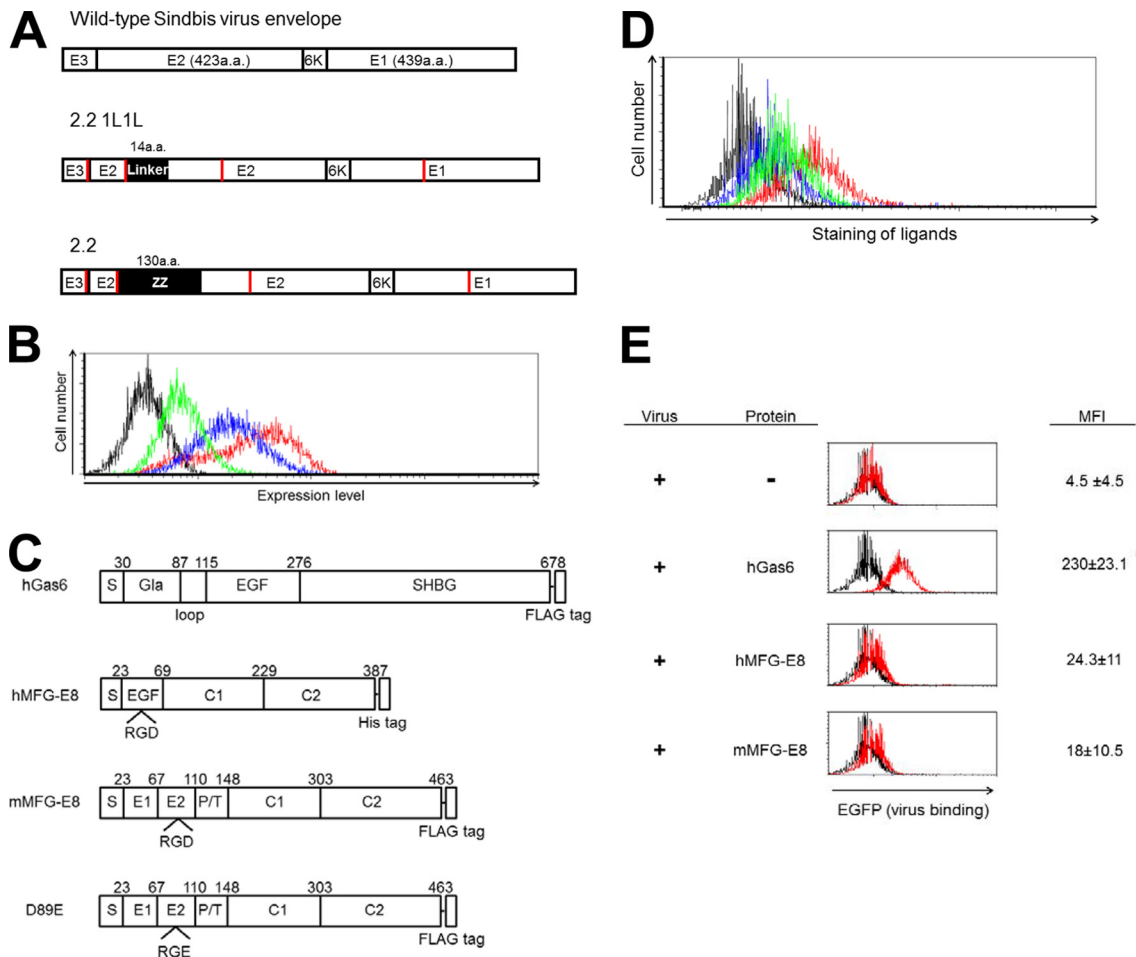 A
Wild-type Sindbis virus envelope
E3 E2 (423a.a.) 6K E1 (439a.a.)
2.2 1L1L
14a.a.
E3 E2 Linker E2 6K E1
2.2
130a.a.
E3 E2 ZZ E2 6K E1
B
Cell number
Expression level
C
30 87 115 276 678
hGas6 S Gla EGF SHBG
loop FLAG tag
23 69 229 387
hMFG-E8 S EGF C1 C2
RGD His tag
23 67 110 148 303 463
mMFG-E8 S E1 E2 P/T C1 C2
RGD FLAG tag
23 67 110 148 303 463
D89E S E1 E2 P/T C1 C2
RGE FLAG tag
D
Cell number
Staining of ligands
E
Virus Protein MFI
+ - 4.5 ±4.5
+ hGas6 230±23.1
+ hMFG-E8 24.3±11
+ mMFG-E8 18±10.5
EGFP (virus binding)